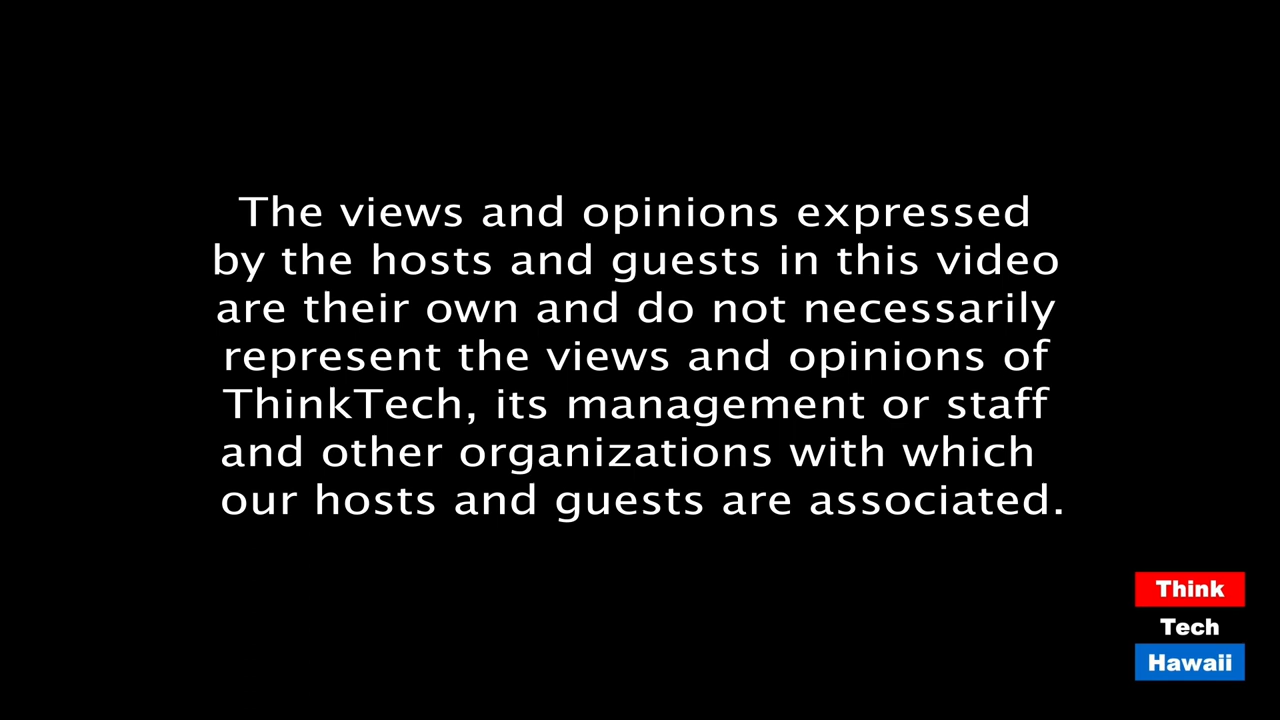 The views and opinions expressed
by the hosts and guests in this video
are their own and do not necessarily
represent the views and opinions of
ThinkTech, its management or staff
and other organizations with which
our hosts and guests are associated.
Think
Tech
Hawaii